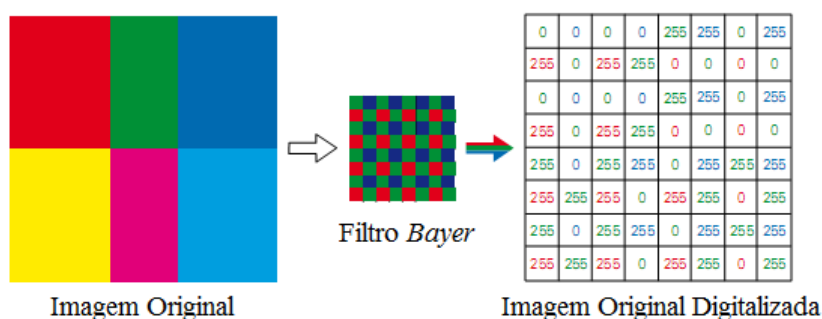 0 0 0 0 255 255 0 255
255 0 255 255 0 0 0 0
0 0 0 0 255 255 0 255
255 0 255 255 0 0 0 0
255 0 255 255 0 255 255 255
255 255 255 0 255 255 0 255
255 0 255 255 0 255 255 255
255 255 255 0 255 255 0 255
Filtro Bayer
Imagem Original
Imagem Original Digitalizada